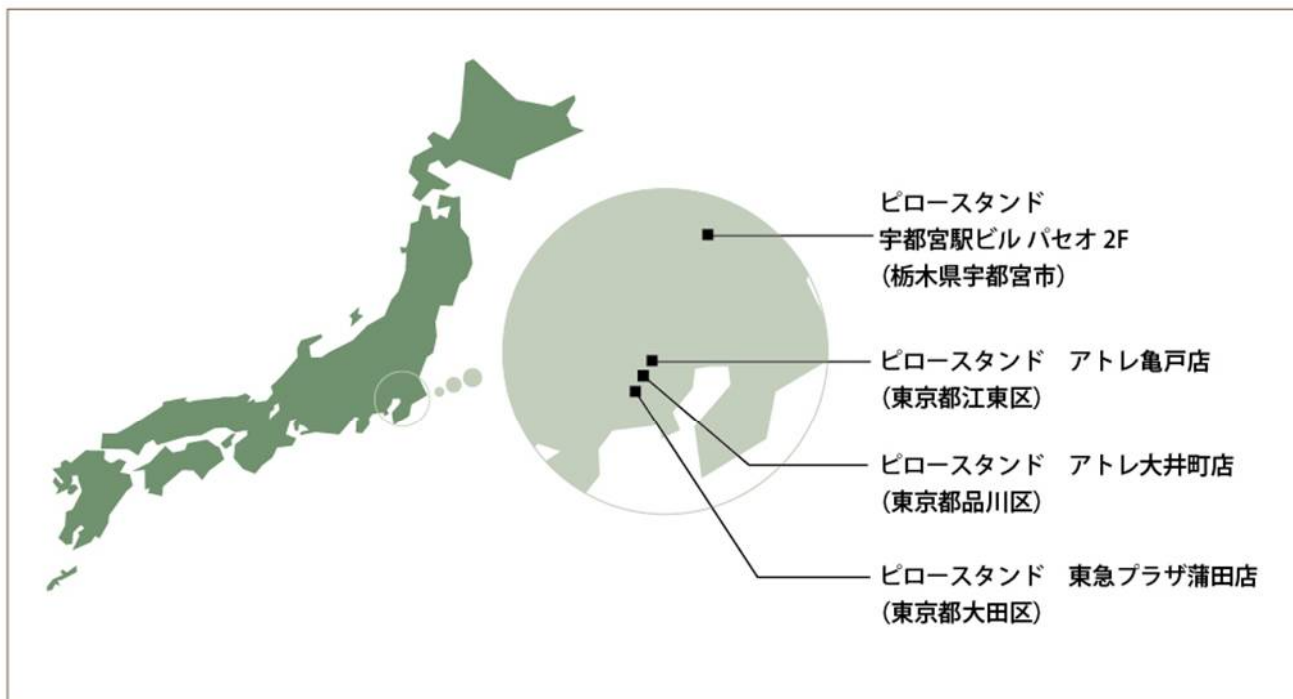 ピロースタンド
宇都宮駅ビル パセオ 2F
(栃木県宇都宮市)
ピロースタンド　アトレ亀戸店
(東京都江東区)
ピロースタンド　アトレ大井町店
(東京都品川区)
ピロースタンド　東急プラザ蒲田店
(東京都大田区)